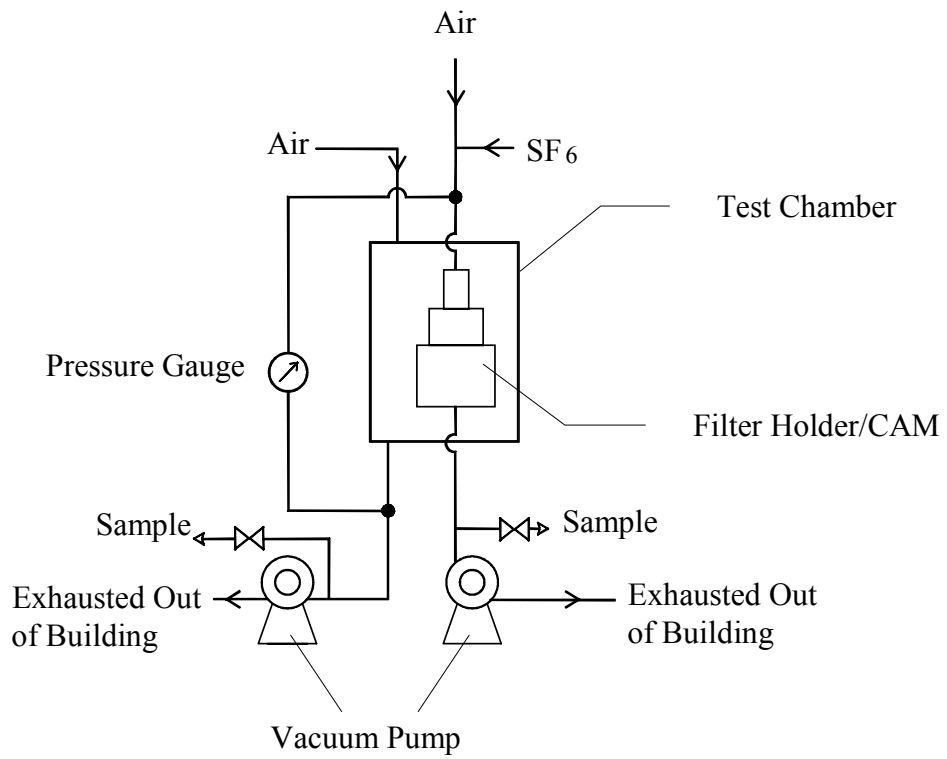 Air
Air
SF6
Test Chamber
Pressure Gauge
Filter Holder/CAM
Sample
Sample
Exhausted Out
of Building
Exhausted Out
of Building
Vacuum Pump